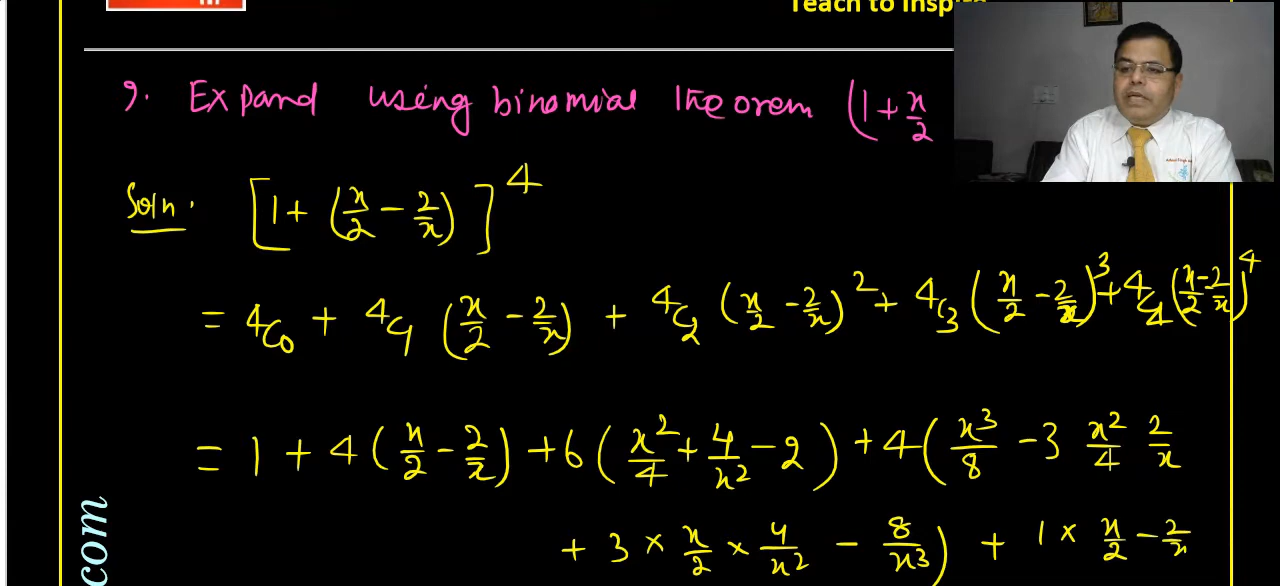 Teach to Inspire
9. Expand using binomial theorem (1 + x/2
Soln. [1 + (x/2 - 2/x)]^4
= 4C0 + 4C1 (x/2 - 2/x) + 4C2 (x/2 - 2/x)^2 + 4C3 (x/2 - 2/x)^3 + 4C4 (x/2 - 2/x)^4
= 1 + 4(x/2 - 2/x) + 6(x^2/4 + 4/x^2 - 2) + 4(x^3/8 - 3 x^2/4 2/x
+ 3 × x/2 × 4/x^2 - 8/x^3) + 1 × x/2 - 2/x
com